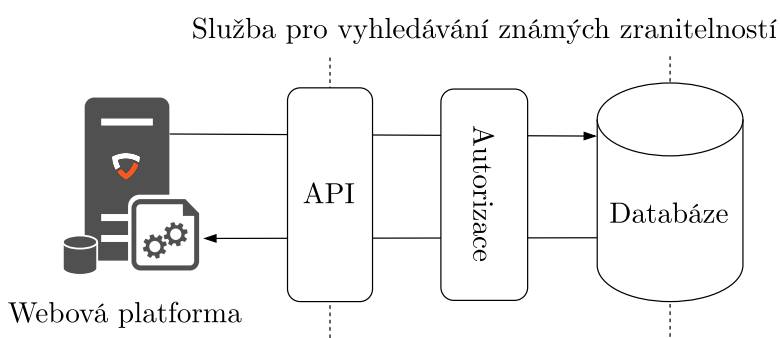 Služba pro vyhledávání známých zranitelností
API
Autorizace
Databáze
Webová platforma